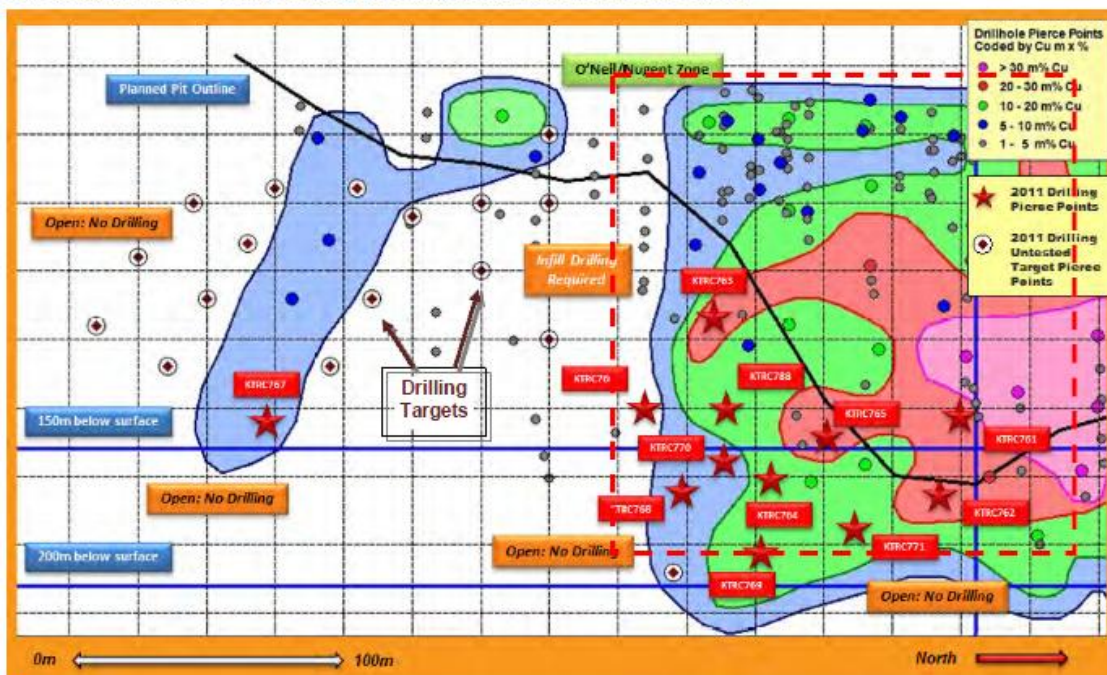 Drillhole Pierce Points
Coded by Cu m x %
> 30 m% Cu
20 - 30 m% Cu
10 - 20 m% Cu
5 - 10 m% Cu
1 - 5 m% Cu
2011 Drilling
Pierce Points
2011 Drilling
Untested
Target Pierce
Points
O'Neil/Nugent Zone
Planned Pit Outline
Open: No Drilling
Infill Drilling
Required
KTRC763
KTRC767
Drilling
Targets
KTRC76
KTRC788
KTRC765
150m below surface
KTRC770
KTRC761
Open: No Drilling
TRC768
KTRC764
KTRC762
200m below surface
Open: No Drilling
KTRC771
KTRC769
Open: No Drilling
0m
100m
North